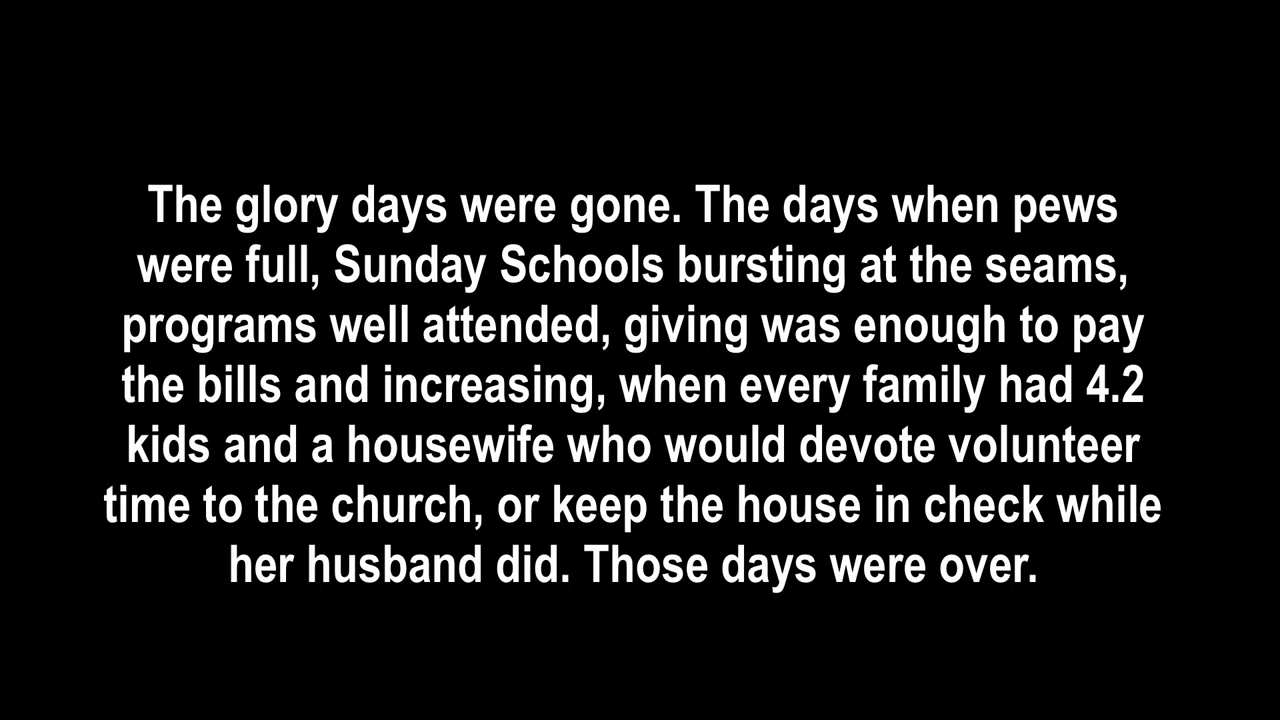 The glory days were gone. The days when pews
were full, Sunday Schools bursting at the seams,
programs well attended, giving was enough to pay
the bills and increasing, when every family had 4.2
kids and a housewife who would devote volunteer
time to the church, or keep the house in check while
her husband did. Those days were over.